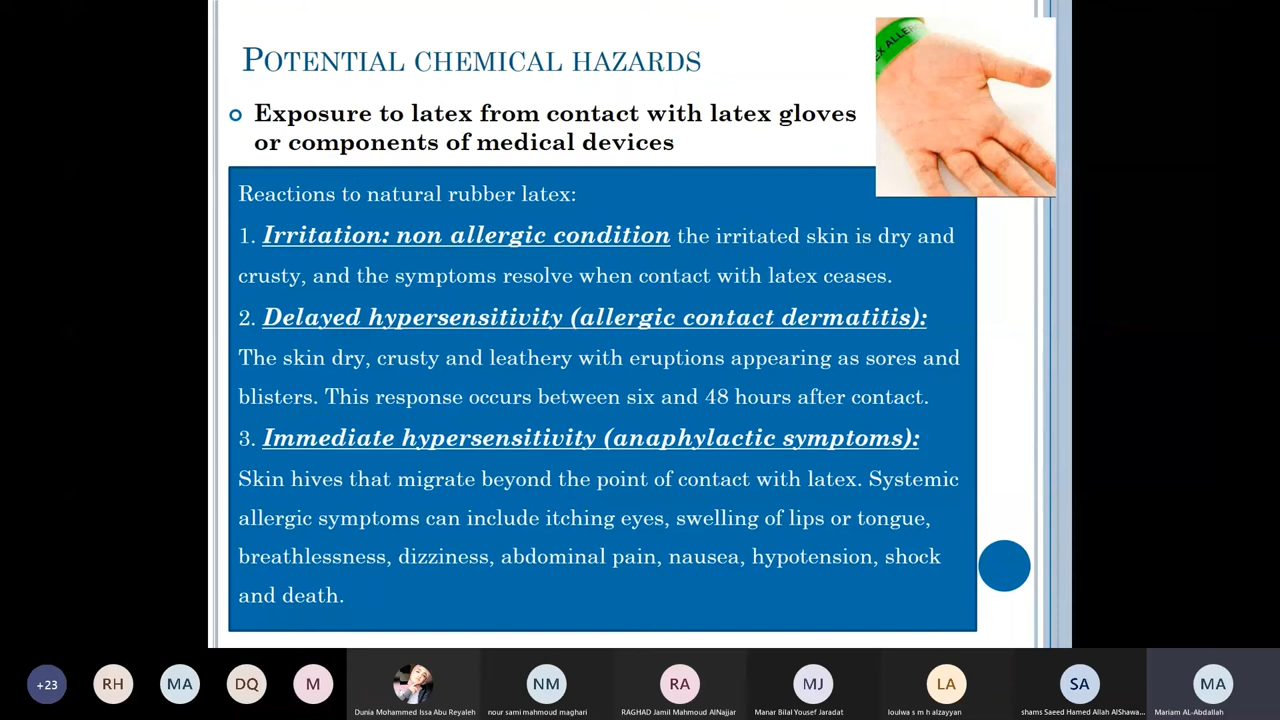 POTENTIAL CHEMICAL HAZARDS
Exposure to latex from contact with latex gloves
or components of medical devices
Reactions to natural rubber latex:
1. Irritation: non allergic condition the irritated skin is dry and
crusty, and the symptoms resolve when contact with latex ceases.
2. Delayed hypersensitivity (allergic contact dermatitis):
The skin dry, crusty and leathery with eruptions appearing as sores and
blisters. This response occurs between six and 48 hours after contact.
3. Immediate hypersensitivity (anaphylactic symptoms):
Skin hives that migrate beyond the point of contact with latex. Systemic
allergic symptoms can include itching eyes, swelling of lips or tongue,
breathlessness, dizziness, abdominal pain, nausea, hypotension, shock
and death.
+23 RH MA DQ M NM RA MJ LA SA MA
Dunia Mohammed Issa Abu Reyaleh nour sami mahmoud maghari RAGHAD Jamil Mahmoud AlNajjar Manar Bilal Yousef Jaradat loulwa s m h alzayyan shams Saeed Hamed Allah AlShawa... Mariam AL-Abdallah